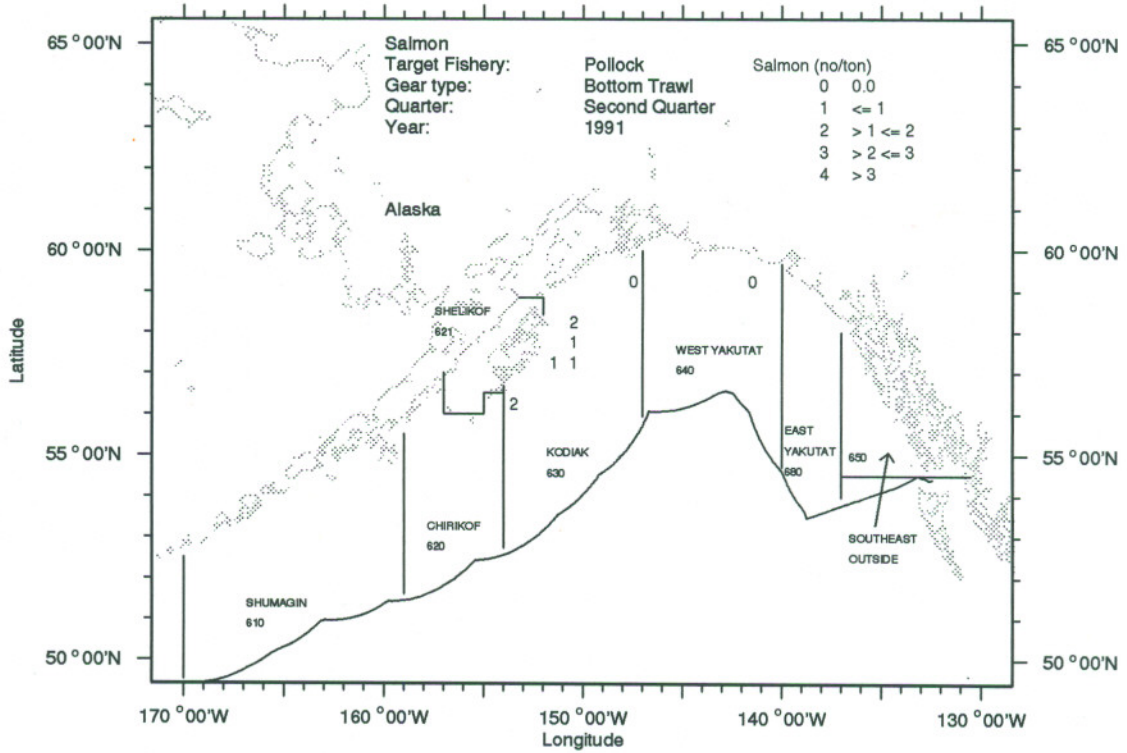 65 °00'N
65 °00'N
Salmon
Target Fishery: Pollock
Gear type: Bottom Trawl
Quarter: Second Quarter
Year: 1991
Salmon (no/ton)
0 0.0
1 <= 1
2 > 1 <= 2
3 > 2 <= 3
4 > 3
Alaska
60 °00'N
60 °00'N
0
0
SHELIKOF
621
2
1
1 1
2
WEST YAKUTAT
640
Latitude
55 °00'N
55 °00'N
KODIAK
630
EAST
YAKUTAT
680
650
CHIRIKOF
620
SOUTHEAST
OUTSIDE
SHUMAGIN
610
50 °00'N
50 °00'N
170 °00'W
160 °00'W
150 °00'W
140 °00'W
130 °00'W
Longitude